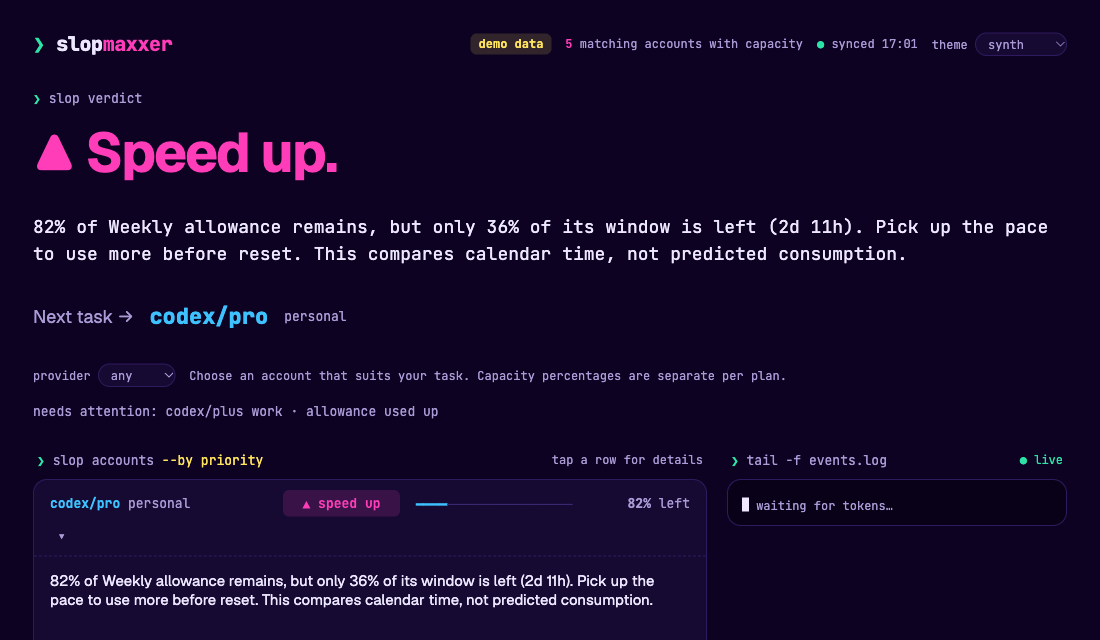 ❯ slopmaxxer
demo data 5 matching accounts with capacity ● synced 17:01 theme synth
❯ slop verdict
▲ Speed up.
82% of Weekly allowance remains, but only 36% of its window is left (2d 11h). Pick up the pace
to use more before reset. This compares calendar time, not predicted consumption.
Next task → codex/pro personal
provider any Choose an account that suits your task. Capacity percentages are separate per plan.
needs attention: codex/plus work · allowance used up
❯ slop accounts --by priority tap a row for details
codex/pro personal ▲ speed up 82% left
▾
82% of Weekly allowance remains, but only 36% of its window is left (2d 11h). Pick up the
pace to use more before reset. This compares calendar time, not predicted consumption.
❯ tail -f events.log ● live
waiting for tokens…